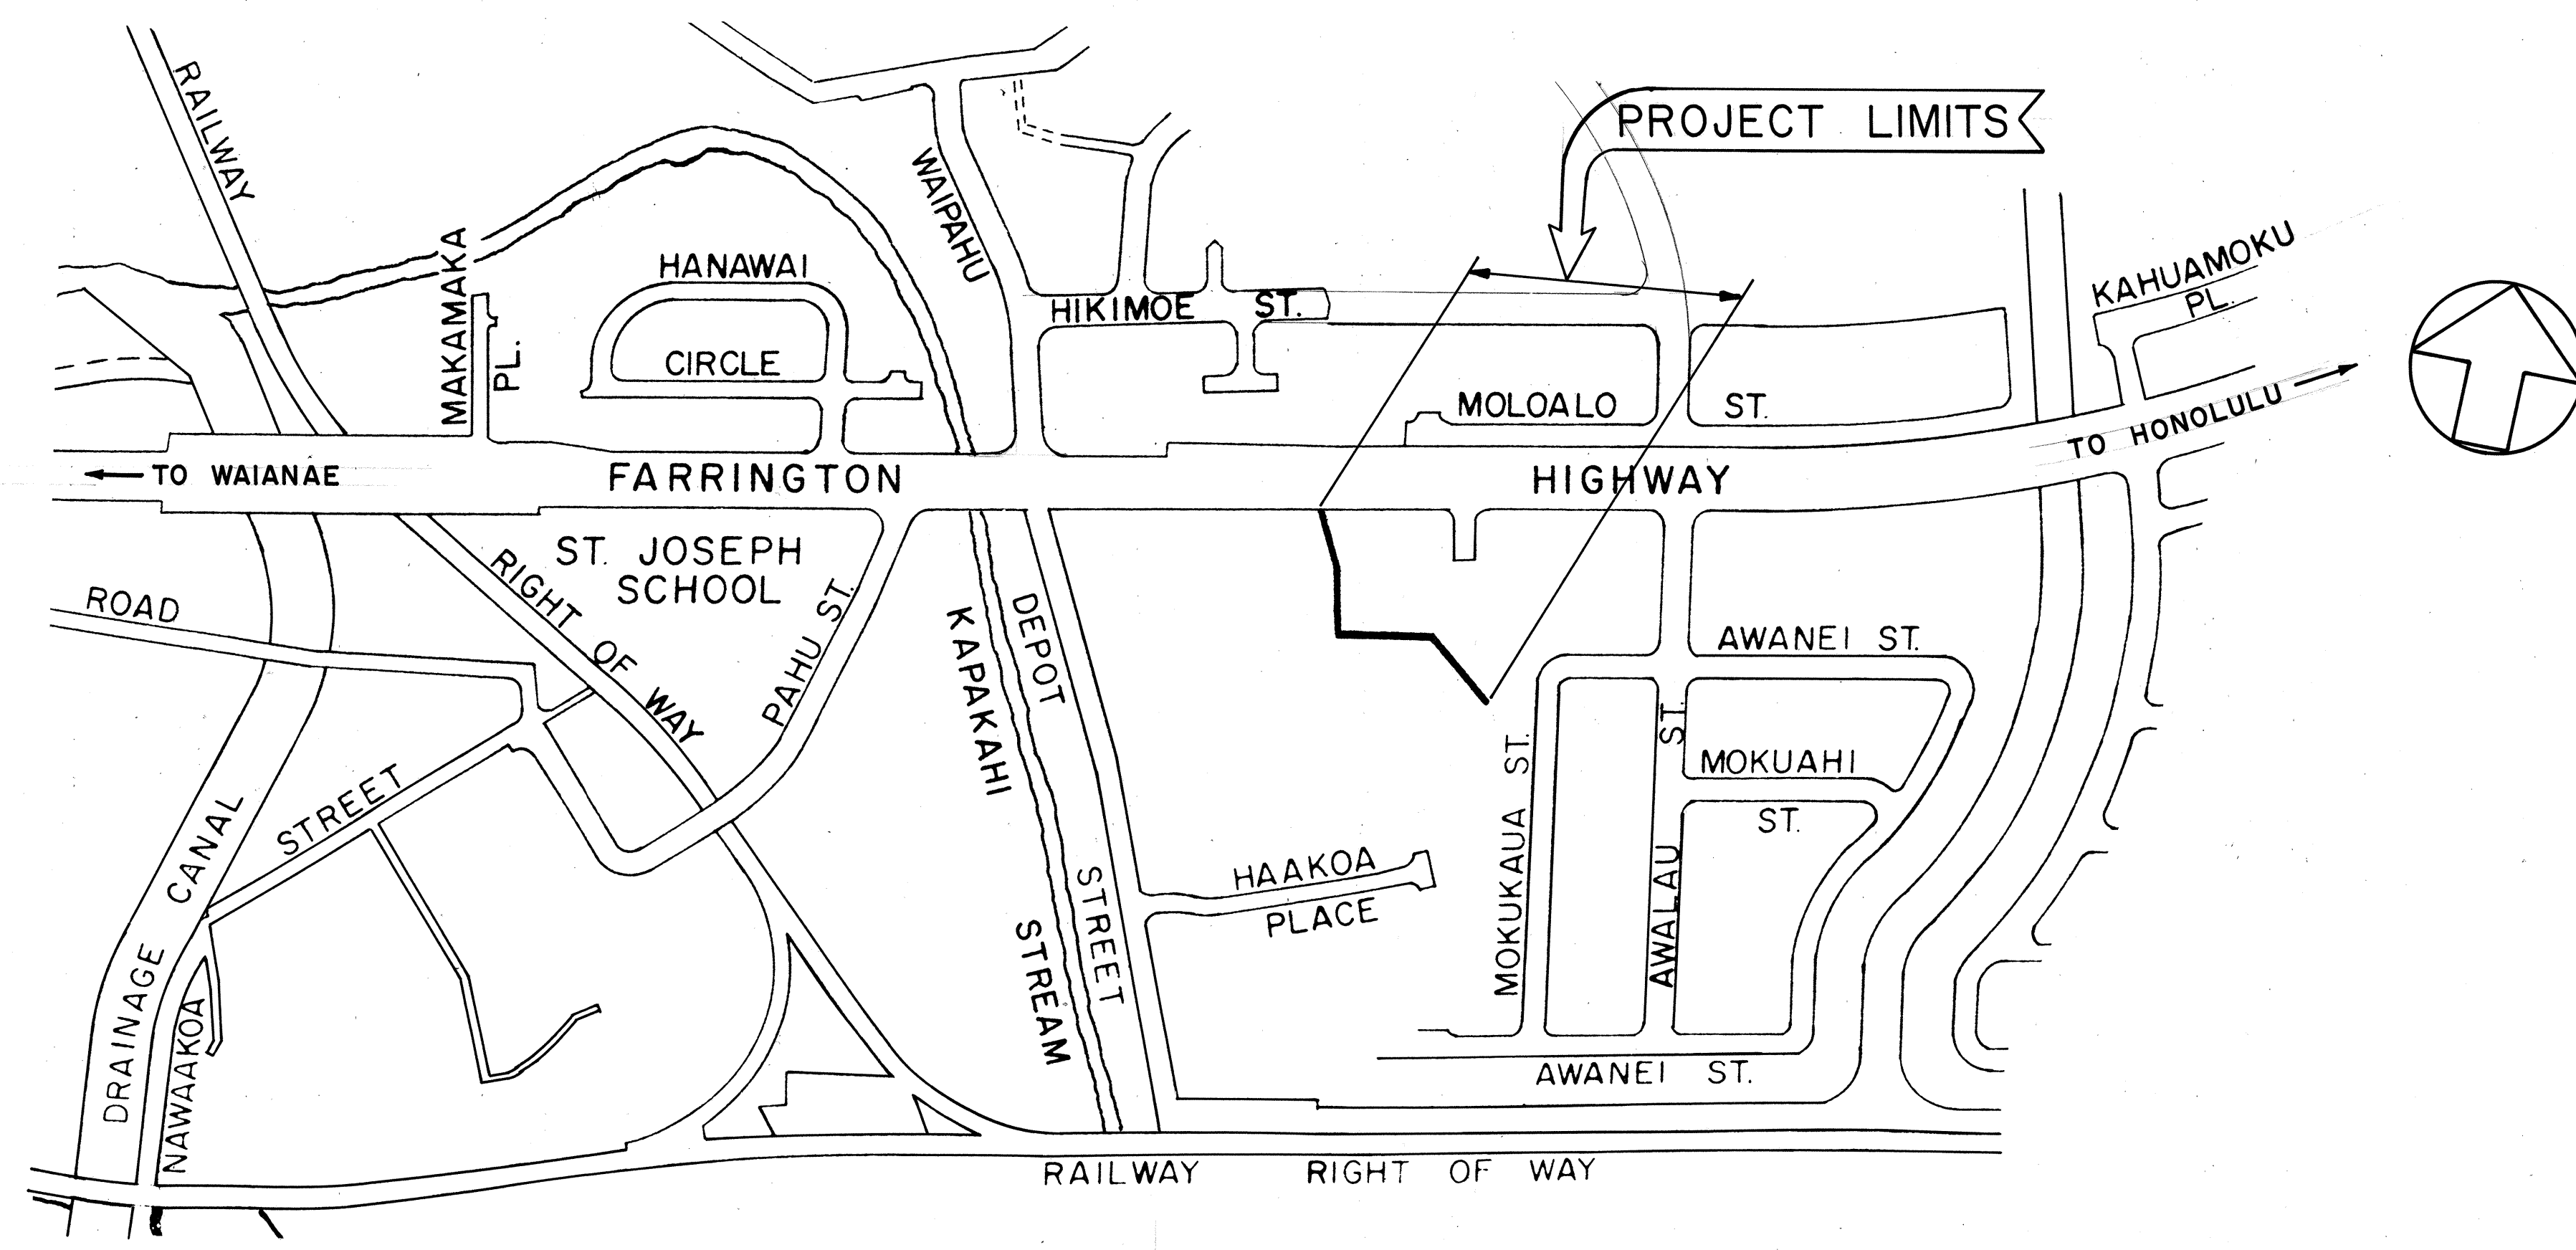 RAILWAY
PROJECT LIMITS
WAIPAHU
MAKAMAKA
PL.
HANAWAI
CIRCLE
HIKIMOE ST.
KAHUAMOKU
PL.
MOLOALO ST.
TO HONOLULU
TO WAIANAE
FARRINGTON HIGHWAY
ST. JOSEPH
SCHOOL
RIGHT OF WAY
ROAD
PAHU ST.
DEPOT STREET
KAPAKAHI STREAM
AWANEI ST.
MOKUAHI
ST.
MOKUKAUA ST.
AWALAU ST.
STREET
HAAKOA
PLACE
DRAINAGE CANAL
NAWAAKOA
AWANEI ST.
RAILWAY RIGHT OF WAY